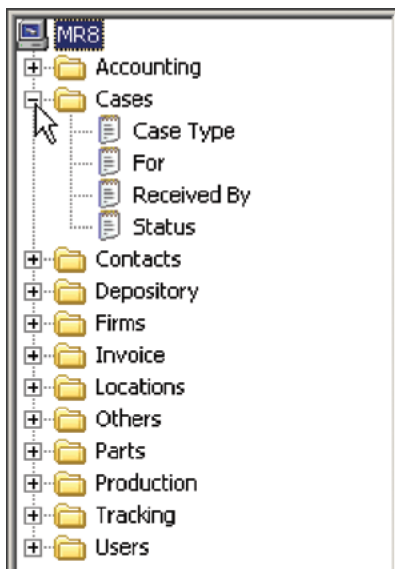 MR8
Accounting
Cases
Case Type
For
Received By
Status
Contacts
Depository
Firms
Invoice
Locations
Others
Parts
Production
Tracking
Users